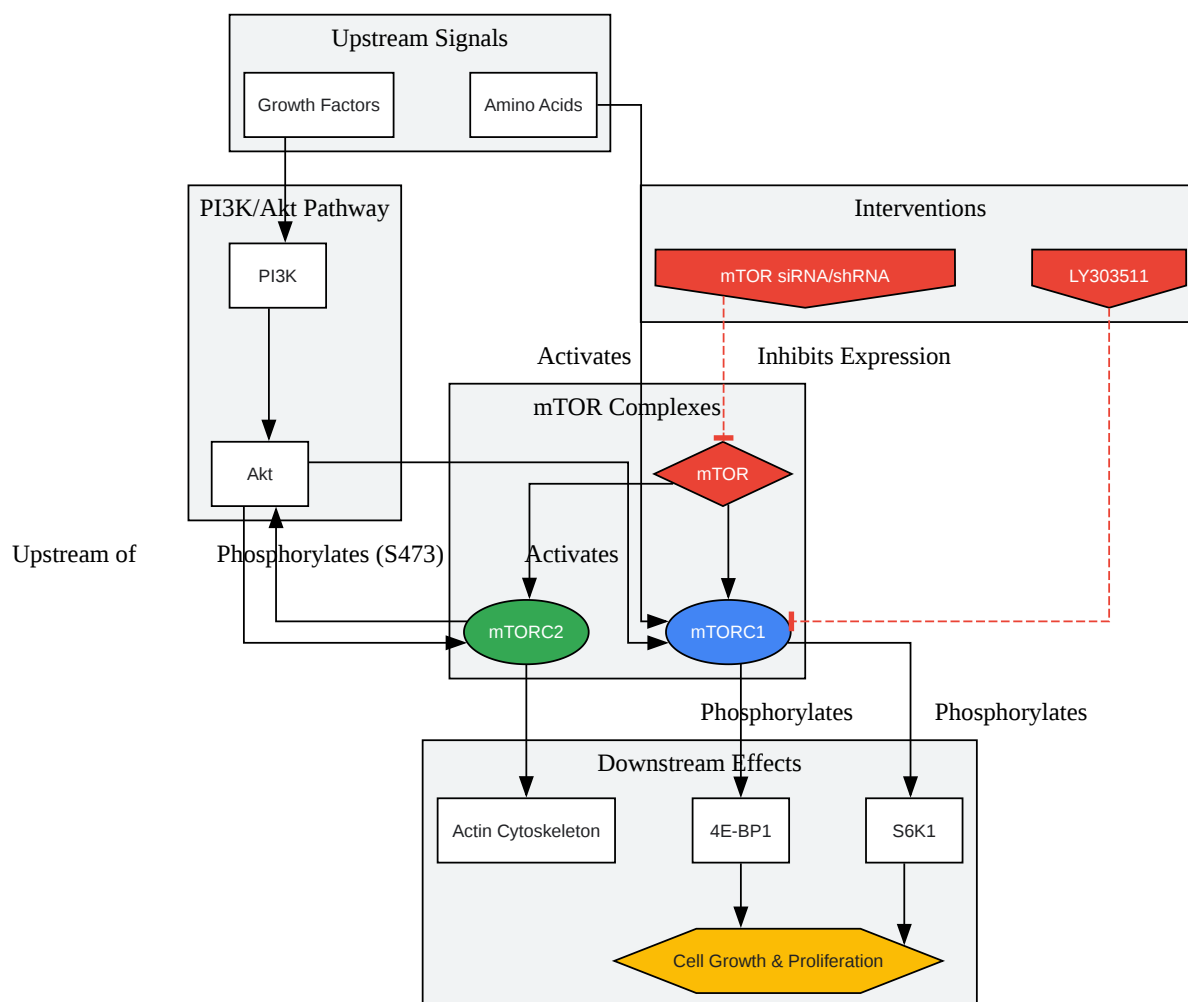 Upstream Signals
Growth Factors
Amino Acids
PI3K/Akt Pathway
Interventions
PI3K
mTOR siRNA/shRNA
LY303511
Activates
Inhibits Expression
mTOR Complexes
Akt
mTOR
Upstream of
Phosphorylates (S473)
Activates
mTORC2
mTORC1
Phosphorylates
Phosphorylates
Downstream Effects
Actin Cytoskeleton
4E-BP1
S6K1
Cell Growth & Proliferation